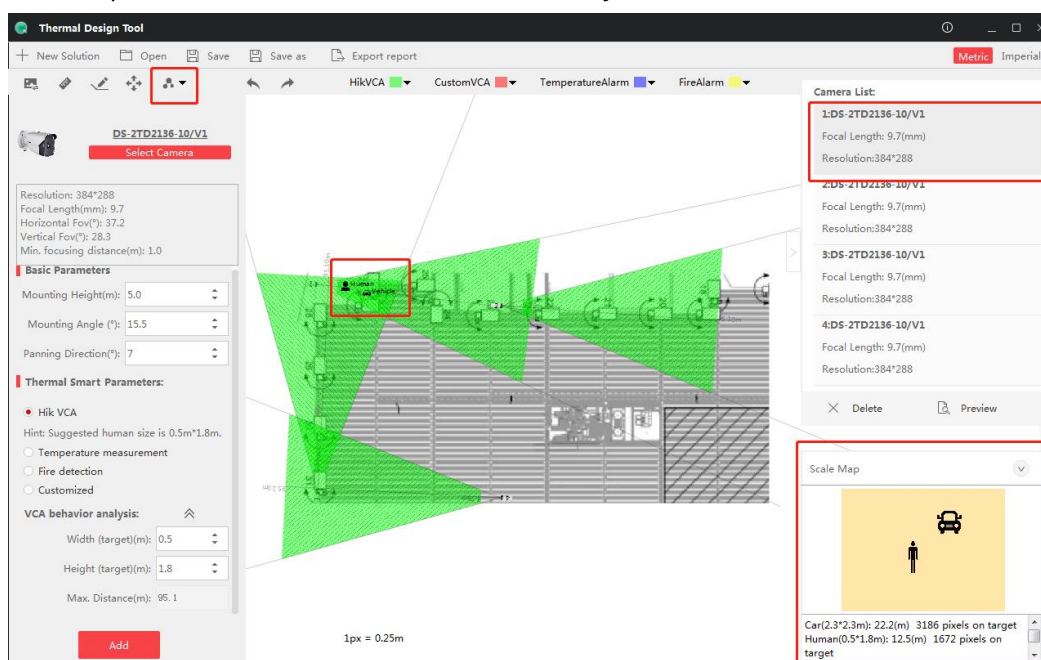 Thermal Design Tool
New Solution Open Save Save as Export report Metric Imperial
HikVCA CustomVCA TemperatureAlarm FireAlarm
DS-2TD2136-10/V1
Select Camera
Resolution: 384*288
Focal Length(mm): 9.7
Horizontal Fov(°): 37.2
Vertical Fov(°): 28.3
Min. focusing distance(m): 1.0
Basic Parameters
Mounting Height(m): 5.0
Mounting Angle (°): 15.5
Panning Direction(°): 7
Thermal Smart Parameters:
Hik VCA
Hint: Suggested human size is 0.5m*1.8m.
Temperature measurement
Fire detection
Customized
VCA behavior analysis:
Width (target)(m): 0.5
Height (target)(m): 1.8
Max. Distance(m): 95.1
Add
Human
Vehicle
1px = 0.25m
Camera List:
1:DS-2TD2136-10/V1
Focal Length: 9.7(mm)
Resolution:384*288
2:DS-2TD2136-10/V1
Focal Length: 9.7(mm)
Resolution:384*288
3:DS-2TD2136-10/V1
Focal Length: 9.7(mm)
Resolution:384*288
4:DS-2TD2136-10/V1
Focal Length: 9.7(mm)
Resolution:384*288
Delete Preview
Scale Map
Car(2.3*2.3m): 22.2(m) 3186 pixels on target
Human(0.5*1.8m): 12.5(m) 1672 pixels on
target